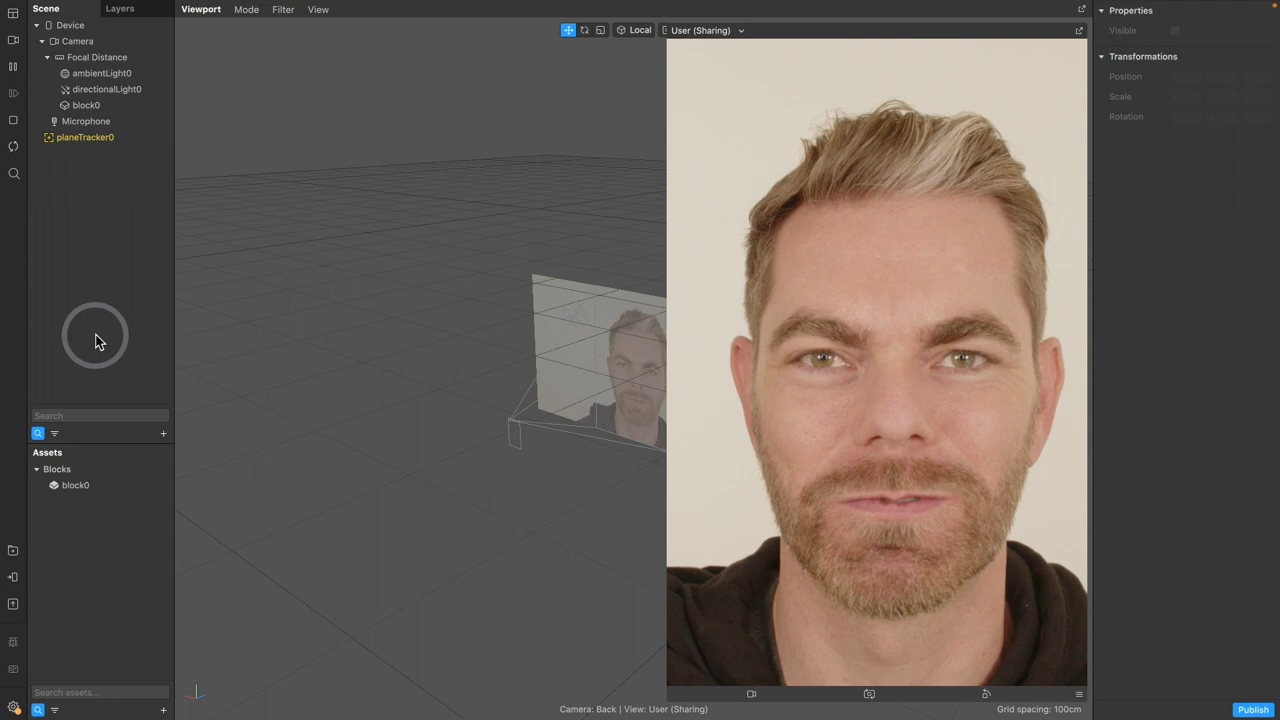 Scene
Layers
Device
Camera
Focal Distance
ambientLight0
directionalLight0
block0
Microphone
planeTracker0
Search
Assets
Blocks
block0
Search assets...
Viewport
Mode
Filter
View
Local
User (Sharing)
Camera: Back | View: User (Sharing)
Grid spacing: 100cm
Properties
Visible
Transformations
Position
Scale
Rotation
Publish